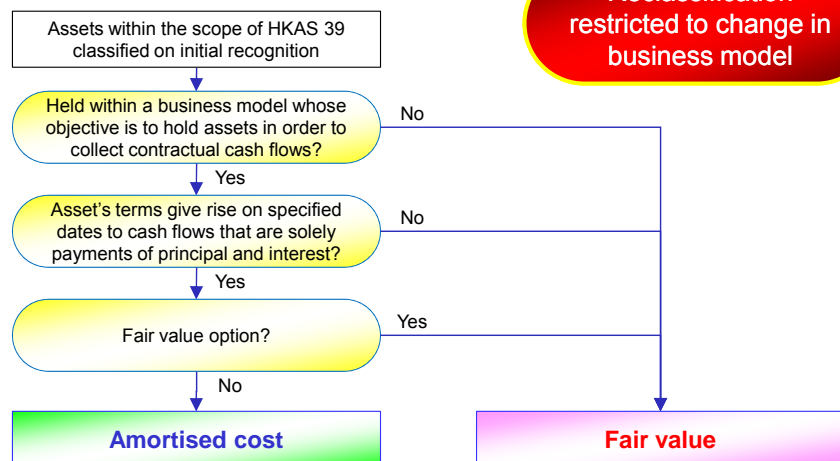 Assets within the scope of HKAS 39
classified on initial recognition
restricted to change in
business model
Held within a business model whose
objective is to hold assets in order to
collect contractual cash flows?
No
Yes
Asset's terms give rise on specified
dates to cash flows that are solely
payments of principal and interest?
No
Yes
Fair value option?
Yes
No
Amortised cost
Fair value